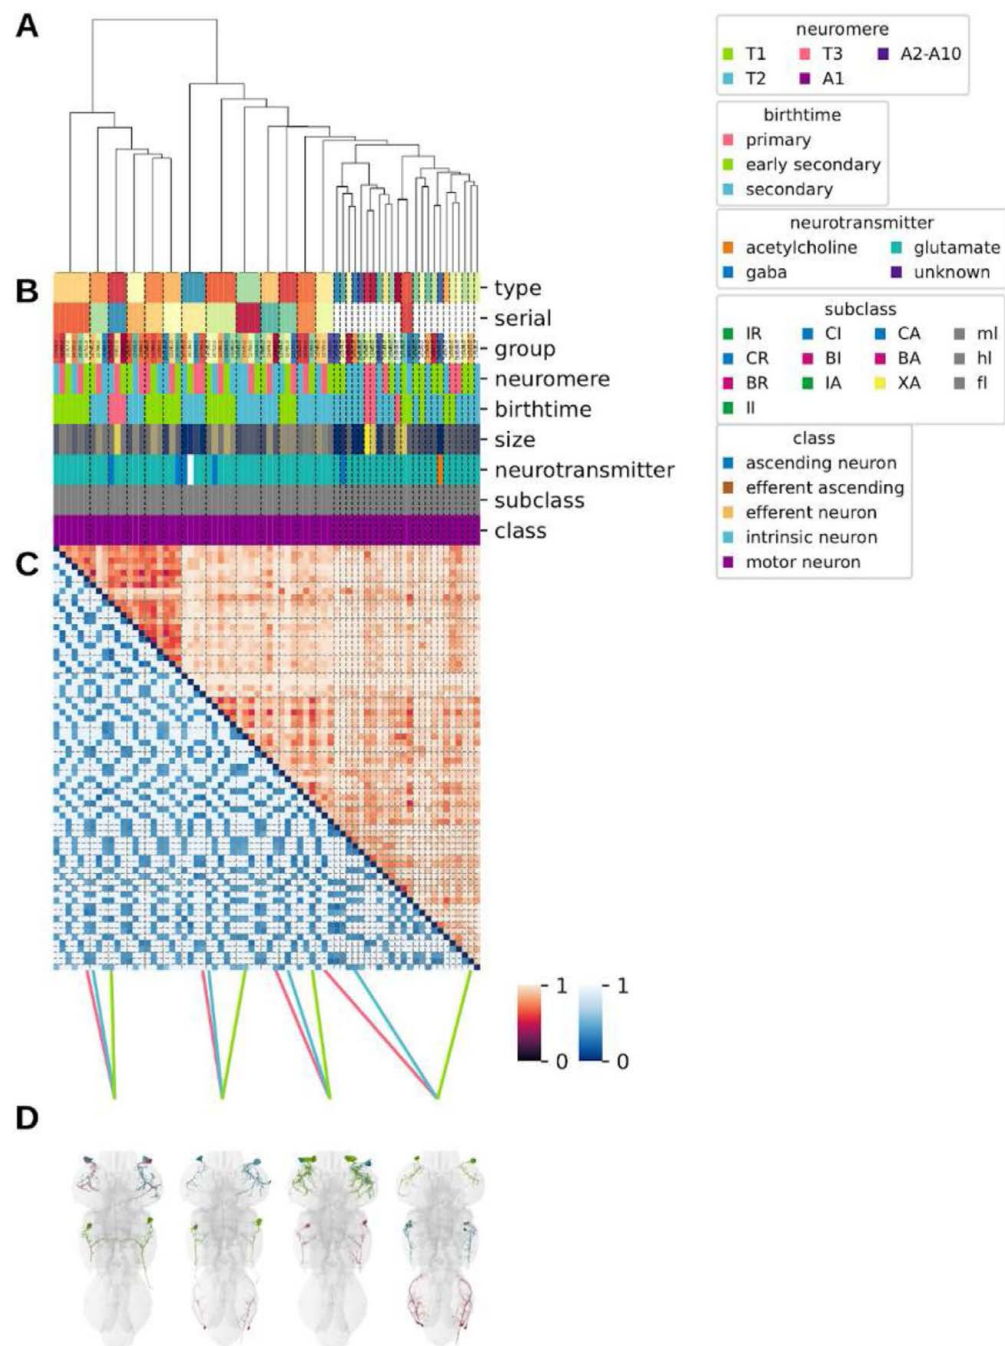 A
neuromere
T1 T3 A2-A10
T2 A1
birthtime
primary
early secondary
secondary
neurotransmitter
acetylcholine glutamate
gaba unknown
subclass
IR CI CA ml
CR BI BA hl
BR IA XA fl
II
class
ascending neuron
efferent ascending
efferent neuron
intrinsic neuron
motor neuron
B
type
serial
group
neuromere
birthtime
size
neurotransmitter
subclass
class
C
1 1
0 0
D